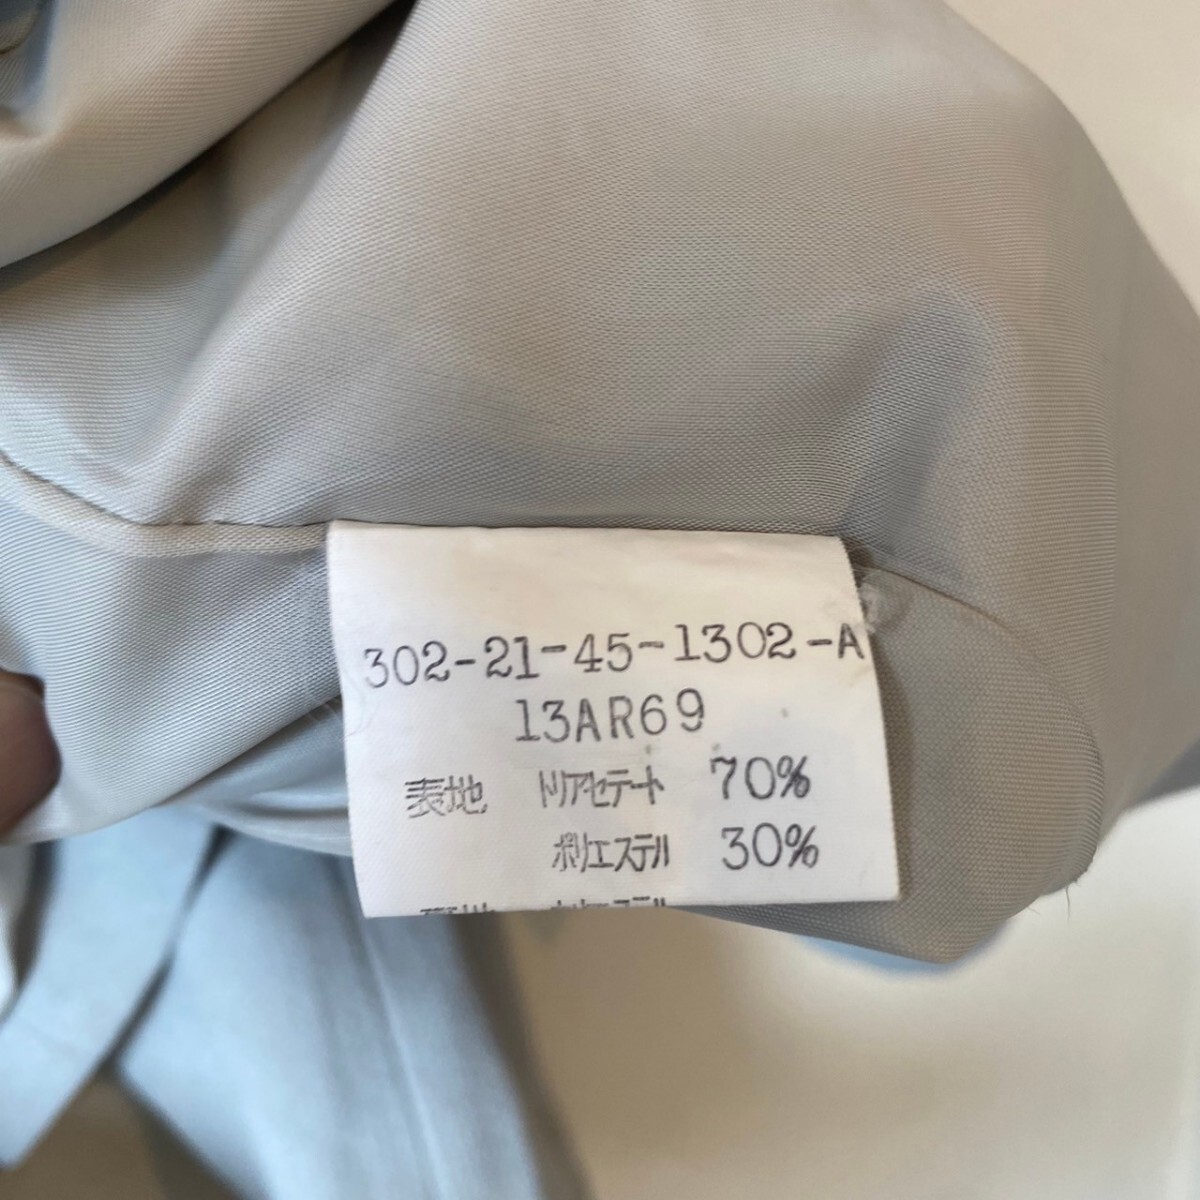 302-21-45-1302-A
13AR69
表地 トリアセテート 70%
ポリエステル 30%